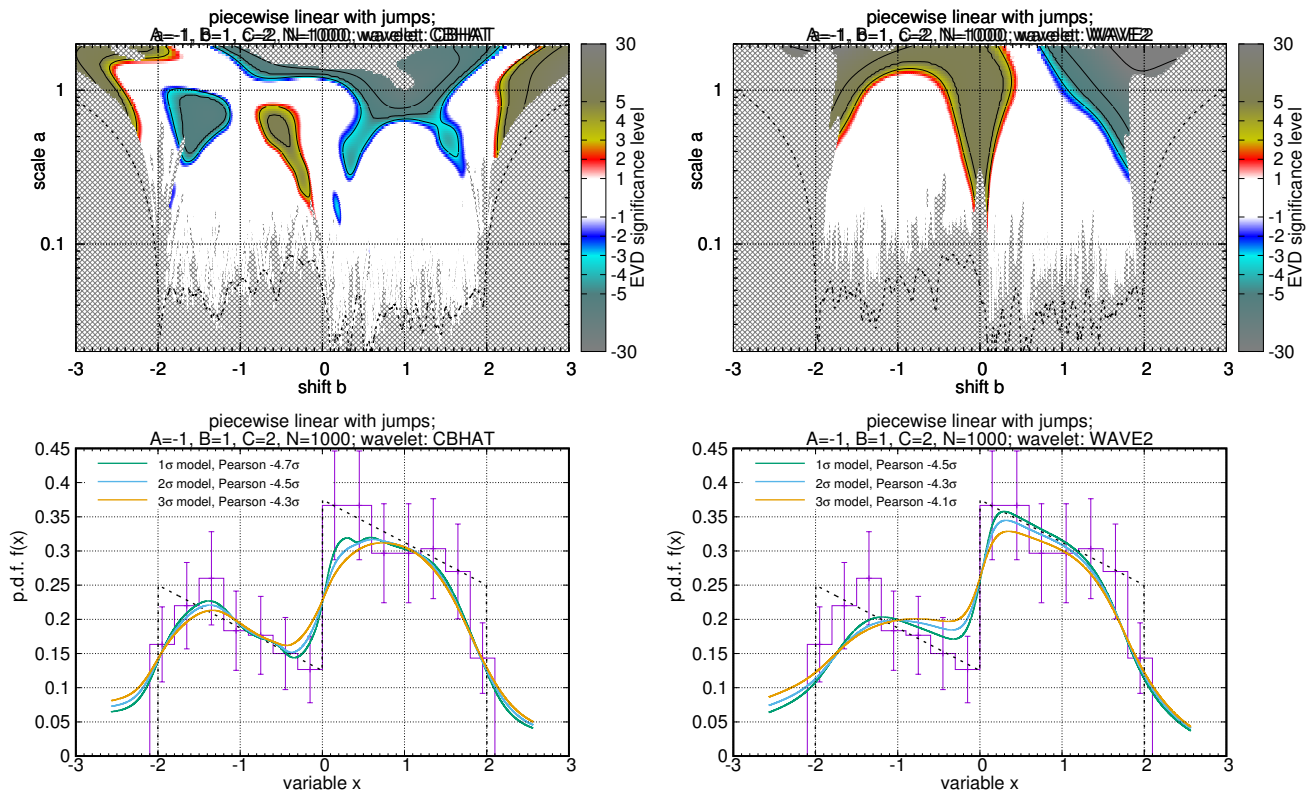 piecewise linear with jumps;
A=-1, B=1, C=2, N=1000; wavelet: CBHAT
scale a
1
0.1
-3 -2 -1 0 1 2 3
shift b
30
5
4
3
2
1
-1
-2
-3
-4
-5
-30
EVD significance level
piecewise linear with jumps;
A=-1, B=1, C=2, N=1000; wavelet: WAVE2
scale a
1
0.1
-3 -2 -1 0 1 2 3
shift b
30
5
4
3
2
1
-1
-2
-3
-4
-5
-30
EVD significance level
piecewise linear with jumps;
A=-1, B=1, C=2, N=1000; wavelet: CBHAT
p.d.f. f(x)
0.45
0.4
0.35
0.3
0.25
0.2
0.15
0.1
0.05
0
1σ model, Pearson -4.7σ
2σ model, Pearson -4.5σ
3σ model, Pearson -4.3σ
-3 -2 -1 0 1 2 3
variable x
piecewise linear with jumps;
A=-1, B=1, C=2, N=1000; wavelet: WAVE2
p.d.f. f(x)
0.45
0.4
0.35
0.3
0.25
0.2
0.15
0.1
0.05
0
1σ model, Pearson -4.5σ
2σ model, Pearson -4.3σ
3σ model, Pearson -4.1σ
-3 -2 -1 0 1 2 3
variable x